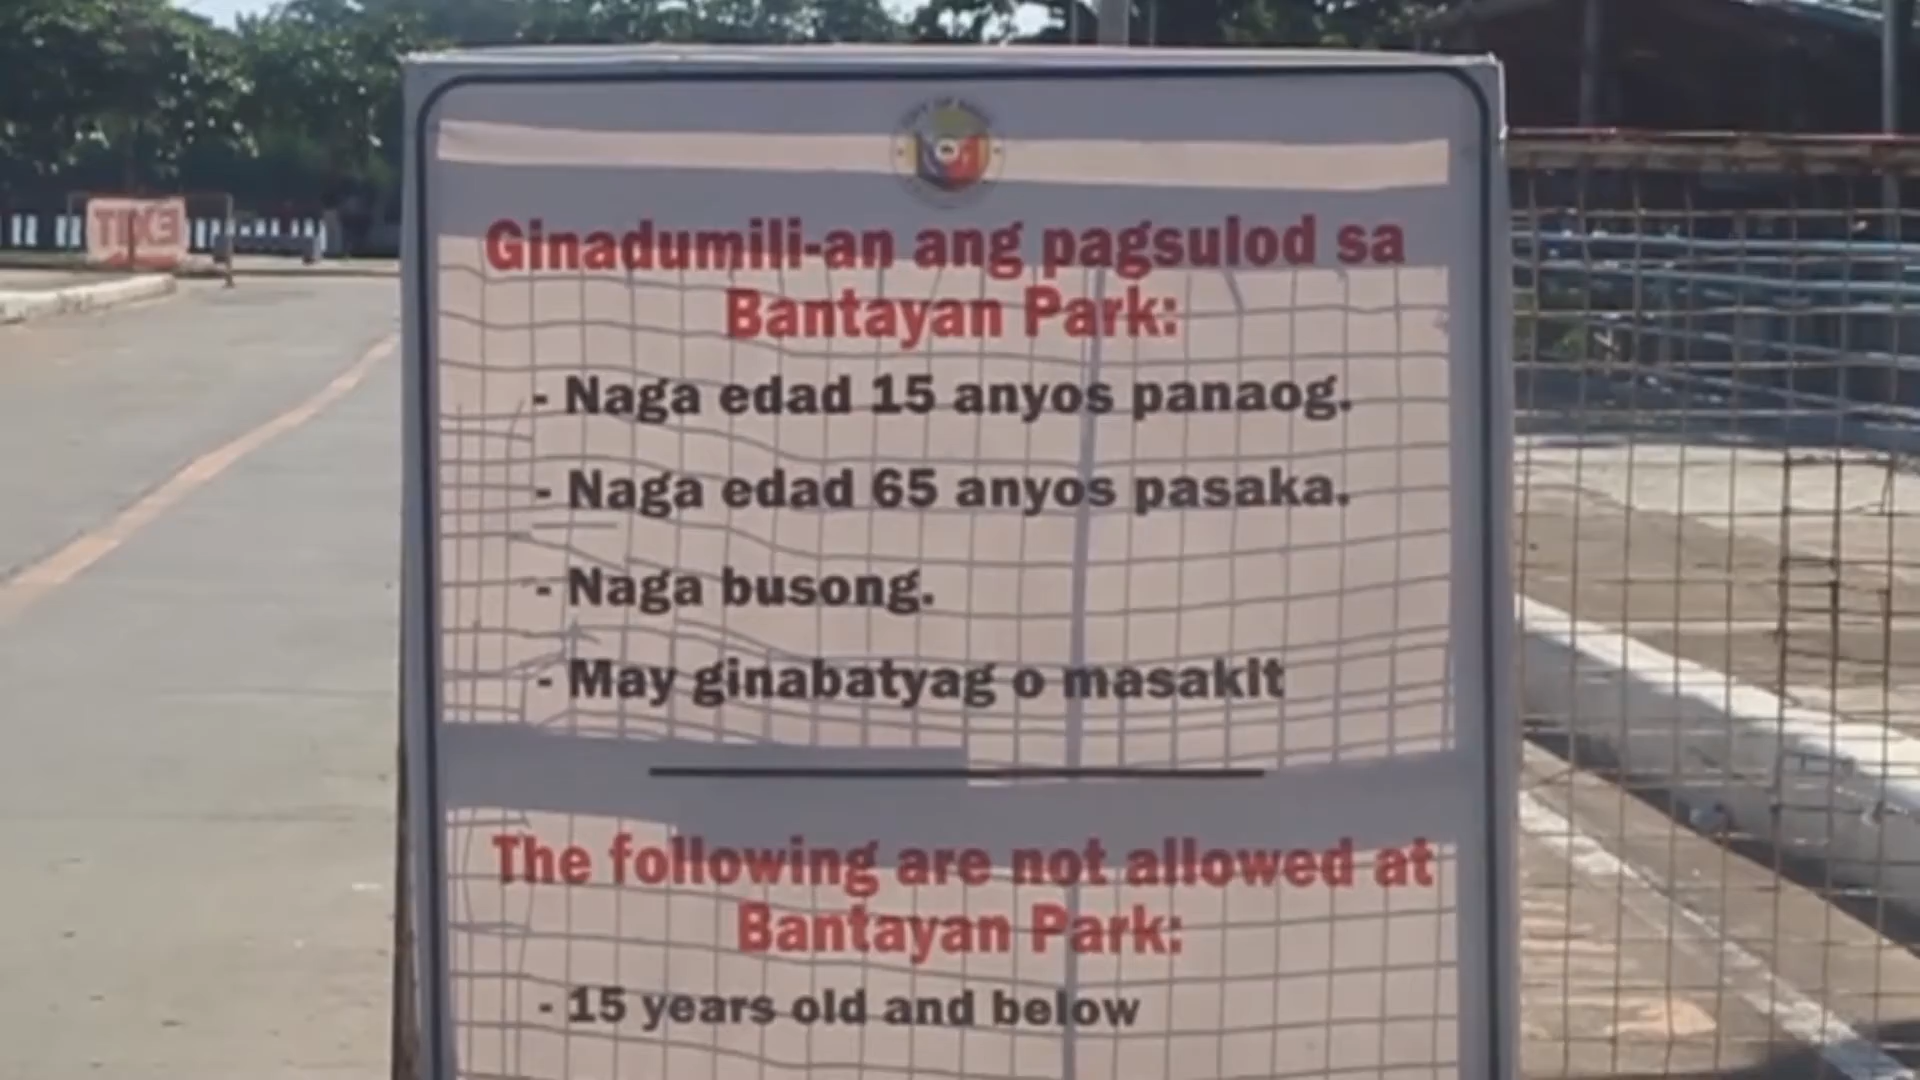 EXIT
Ginadumili-an ang pagsulod sa
Bantayan Park:
- Naga edad 15 anyos panaog.
- Naga edad 65 anyos pasaka.
- Naga busong.
- May ginabatyag o masakit
The following are not allowed at
Bantayan Park:
- 15 years old and below